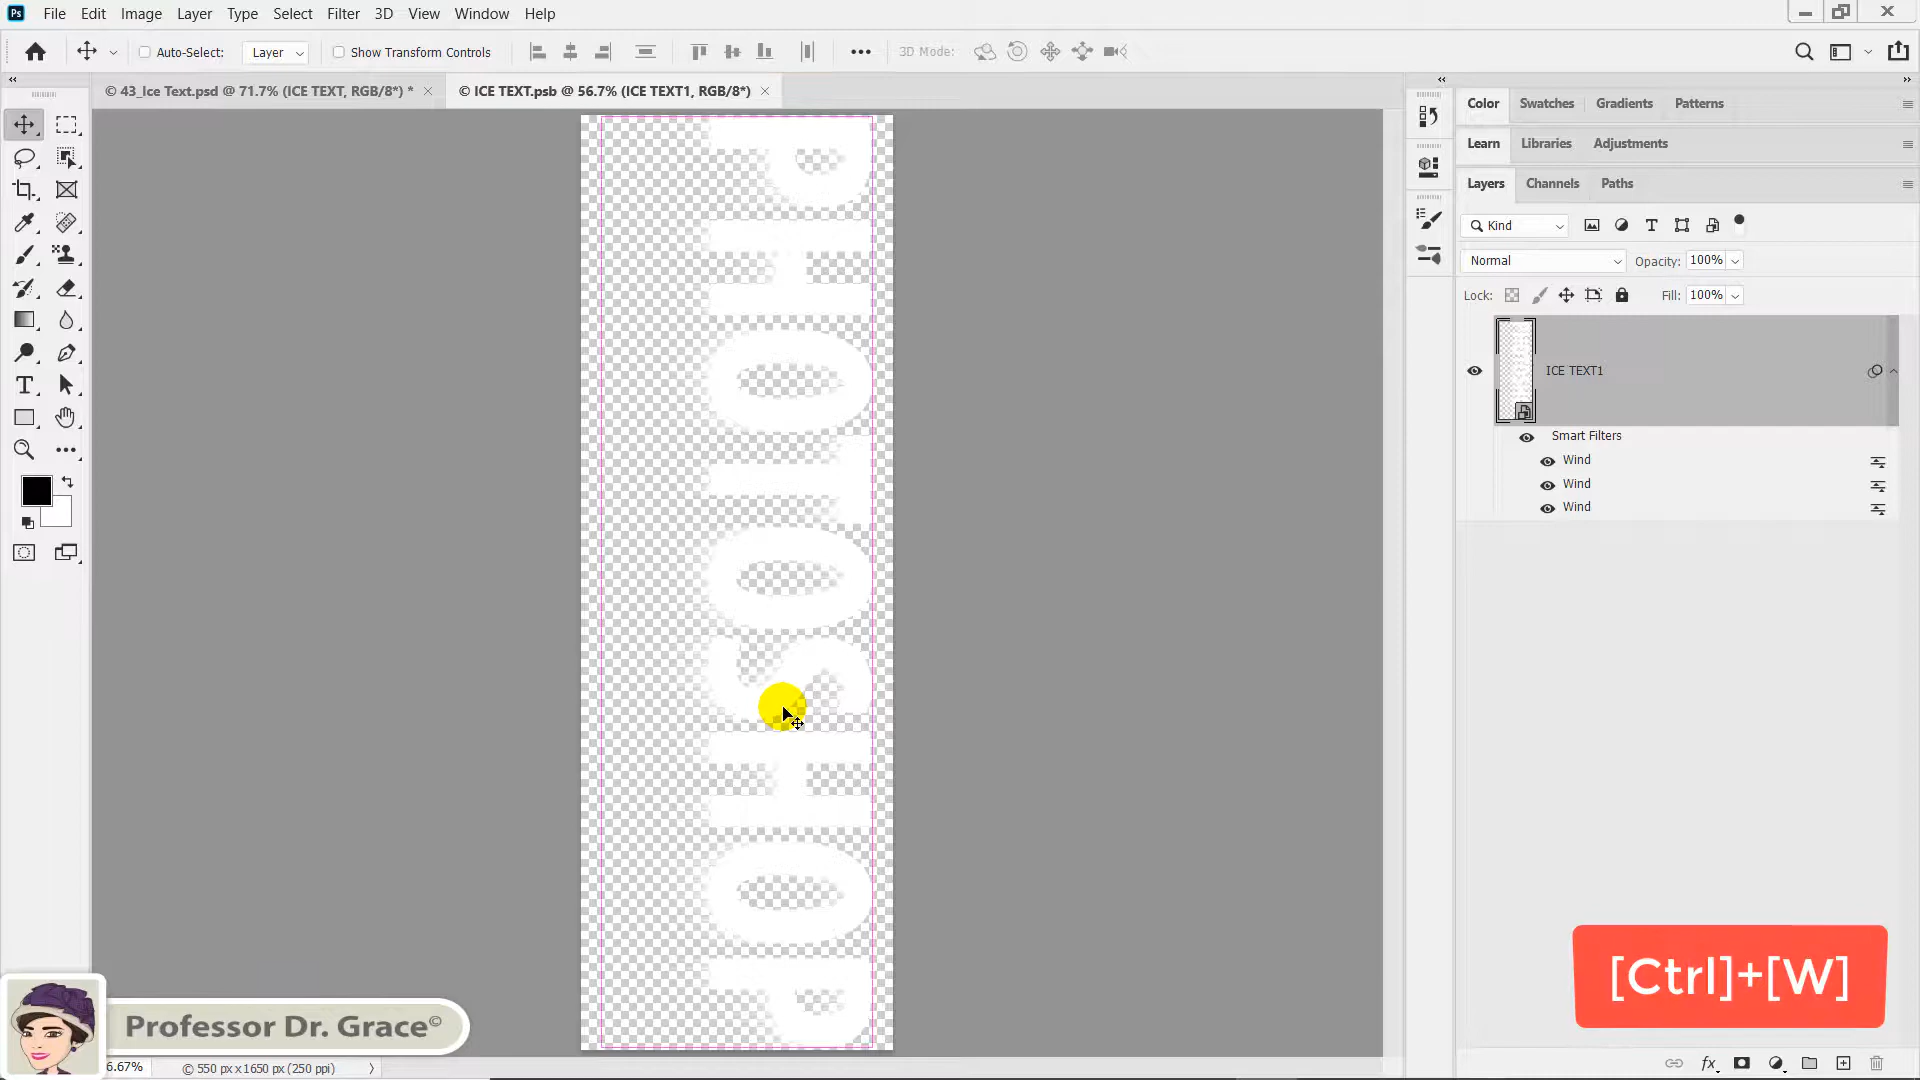 File Edit Image Layer Type Select Filter 3D View Window Help
Auto-Select: Layer Show Transform Controls 3D Mode:
© 43_Ice Text.psd @ 71.7% (ICE TEXT, RGB/8*) *
© ICE TEXT.psb @ 56.7% (ICE TEXT1, RGB/8*)
Color Swatches Gradients Patterns
Learn Libraries Adjustments
Layers Channels Paths
Kind
Normal Opacity: 100%
Lock: Fill: 100%
ICE TEXT1
Smart Filters
Wind
Wind
Wind
PHOTOSHOP
[Ctrl]+[W]
Professor Dr. Grace©
6.67% © 550 px x 1650 px (250 ppi)